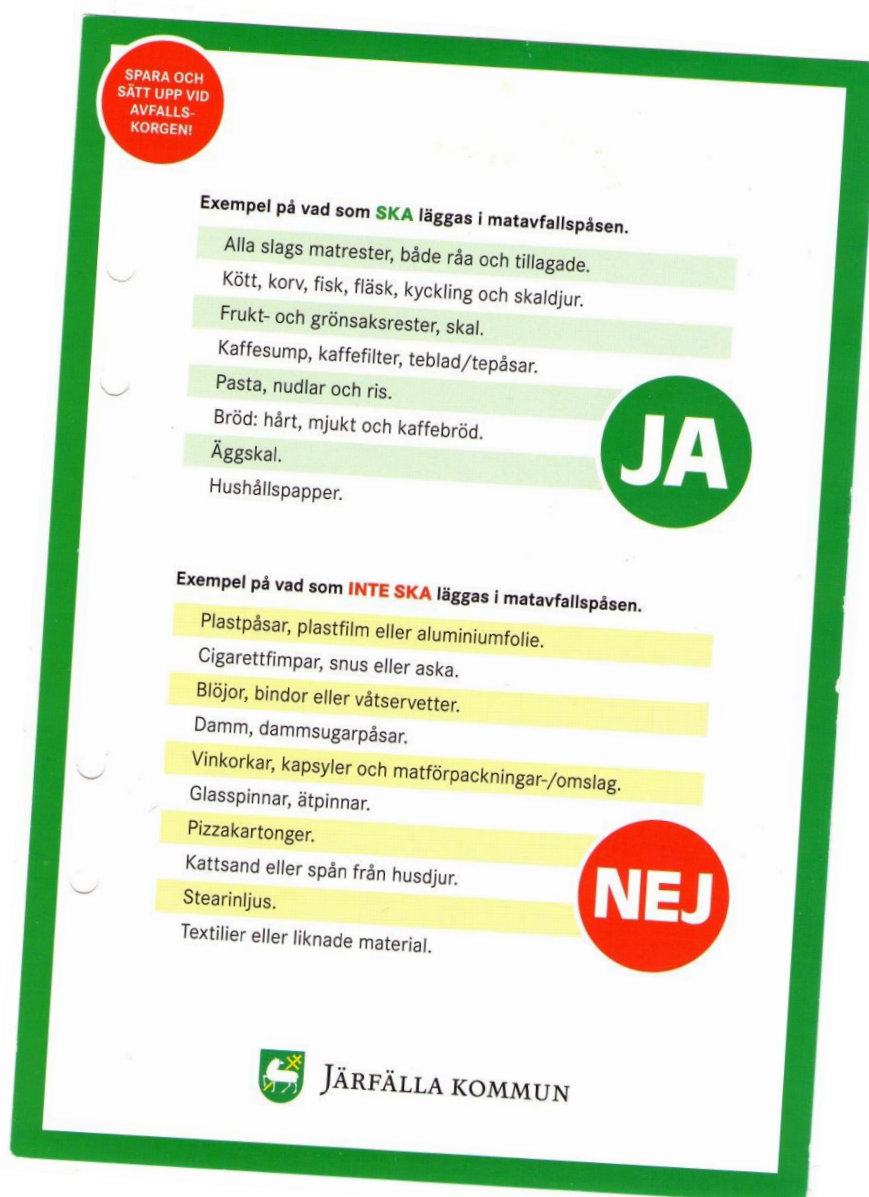 SPARA OCH
SÄTT UPP VID
AVFALLS-
KORGEN!
Exempel på vad som SKA läggas i matavfallspåsen.
Alla slags matrester, både råa och tillagade.
Kött, korv, fisk, fläsk, kyckling och skaldjur.
Frukt- och grönsaksrester, skal.
Kaffesump, kaffefilter, teblad/tepåsar.
Pasta, nudlar och ris.
Bröd: hårt, mjukt och kaffebröd.
Äggskal.
Hushållspapper.
JA
Exempel på vad som INTE SKA läggas i matavfallspåsen.
Plastpåsar, plastfilm eller aluminiumfolie.
Cigarettfimpar, snus eller aska.
Blöjor, bindor eller våtservetter.
Damm, dammsugarpåsar.
Vinkorkar, kapsyler och matförpackningar-/omslag.
Glasspinnar, ätpinnar.
Pizzakartonger.
Kattsand eller spån från husdjur.
Stearinljus.
Textilier eller liknade material.
NEJ
JÄRFÄLLA KOMMUN